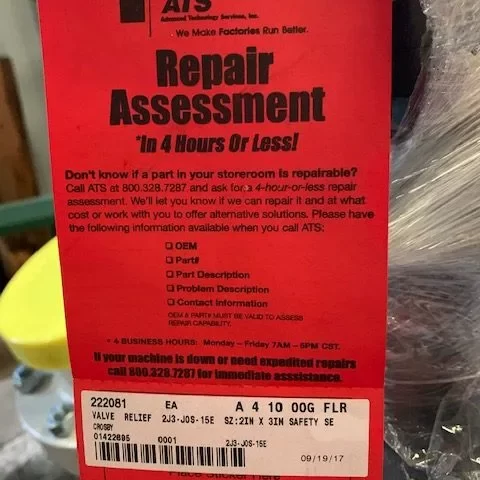 ATS
Advanced Technology Services, Inc.
We Make Factories Run Better.
Repair
Assessment
*In 4 Hours Or Less!
Don't know if a part in your storeroom is repairable?
Call ATS at 800.328.7287 and ask for a 4-hour-or-less repair
assessment. We'll let you know if we can repair it and at what
cost or work with you to offer alternative solutions. Please have
the following information available when you call ATS:
❑ OEM
❑ Part#
❑ Part Description
❑ Problem Description
❑ Contact Information
OEM & PART# MUST BE VALID TO ASSESS
REPAIR CAPABILITY.
* 4 BUSINESS HOURS: Monday – Friday 7AM – 5PM CST.
If your machine is down or need expedited repairs
call 800.328.7287 for immediate asssistance.
222081 EA A 4 10 00G FLR
VALVE RELIEF 2J3-JOS-15E SZ:2IN X 3IN SAFETY SE
CROSBY
01422895 0001 2J3-JOS-15E
09/19/17
Place Sticker Here